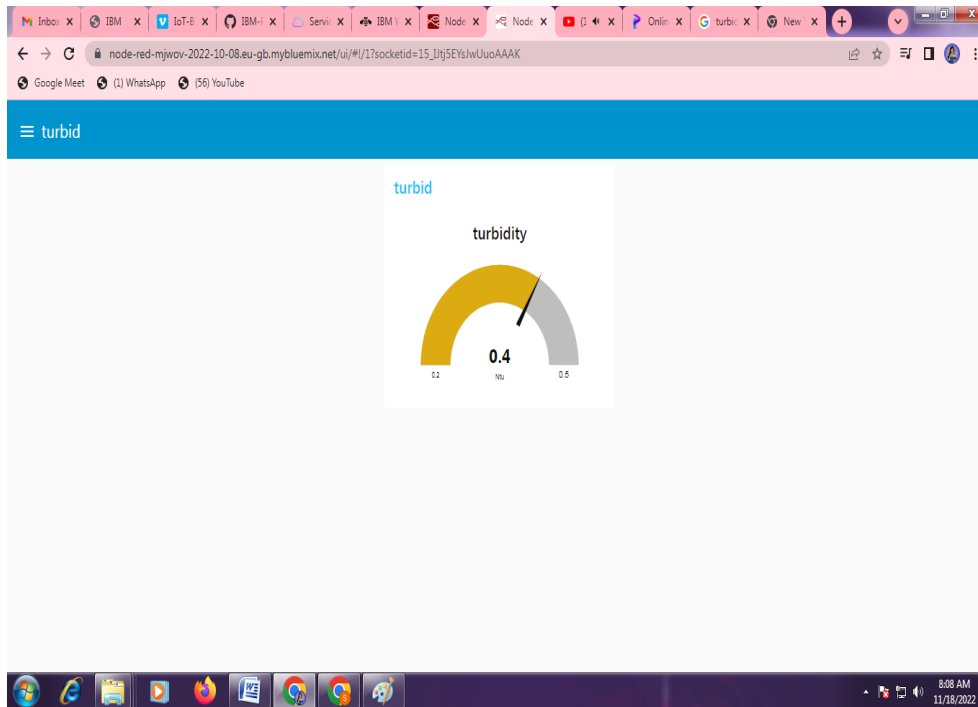 Inbox
IBM
IoT-B
IBM-I
Servic
IBM W
Node
Node
(1
Onlin
turbic
New T
node-red-mjwov-2022-10-08.eu-gb.mybluemix.net/ui/#!/1?socketid=15_IJtj5EYsJwUuoAAAK
Google Meet
(1) WhatsApp
(56) YouTube
turbid
turbid
turbidity
0.4
0.2
Ntu
0.5
8:08 AM
11/18/2022